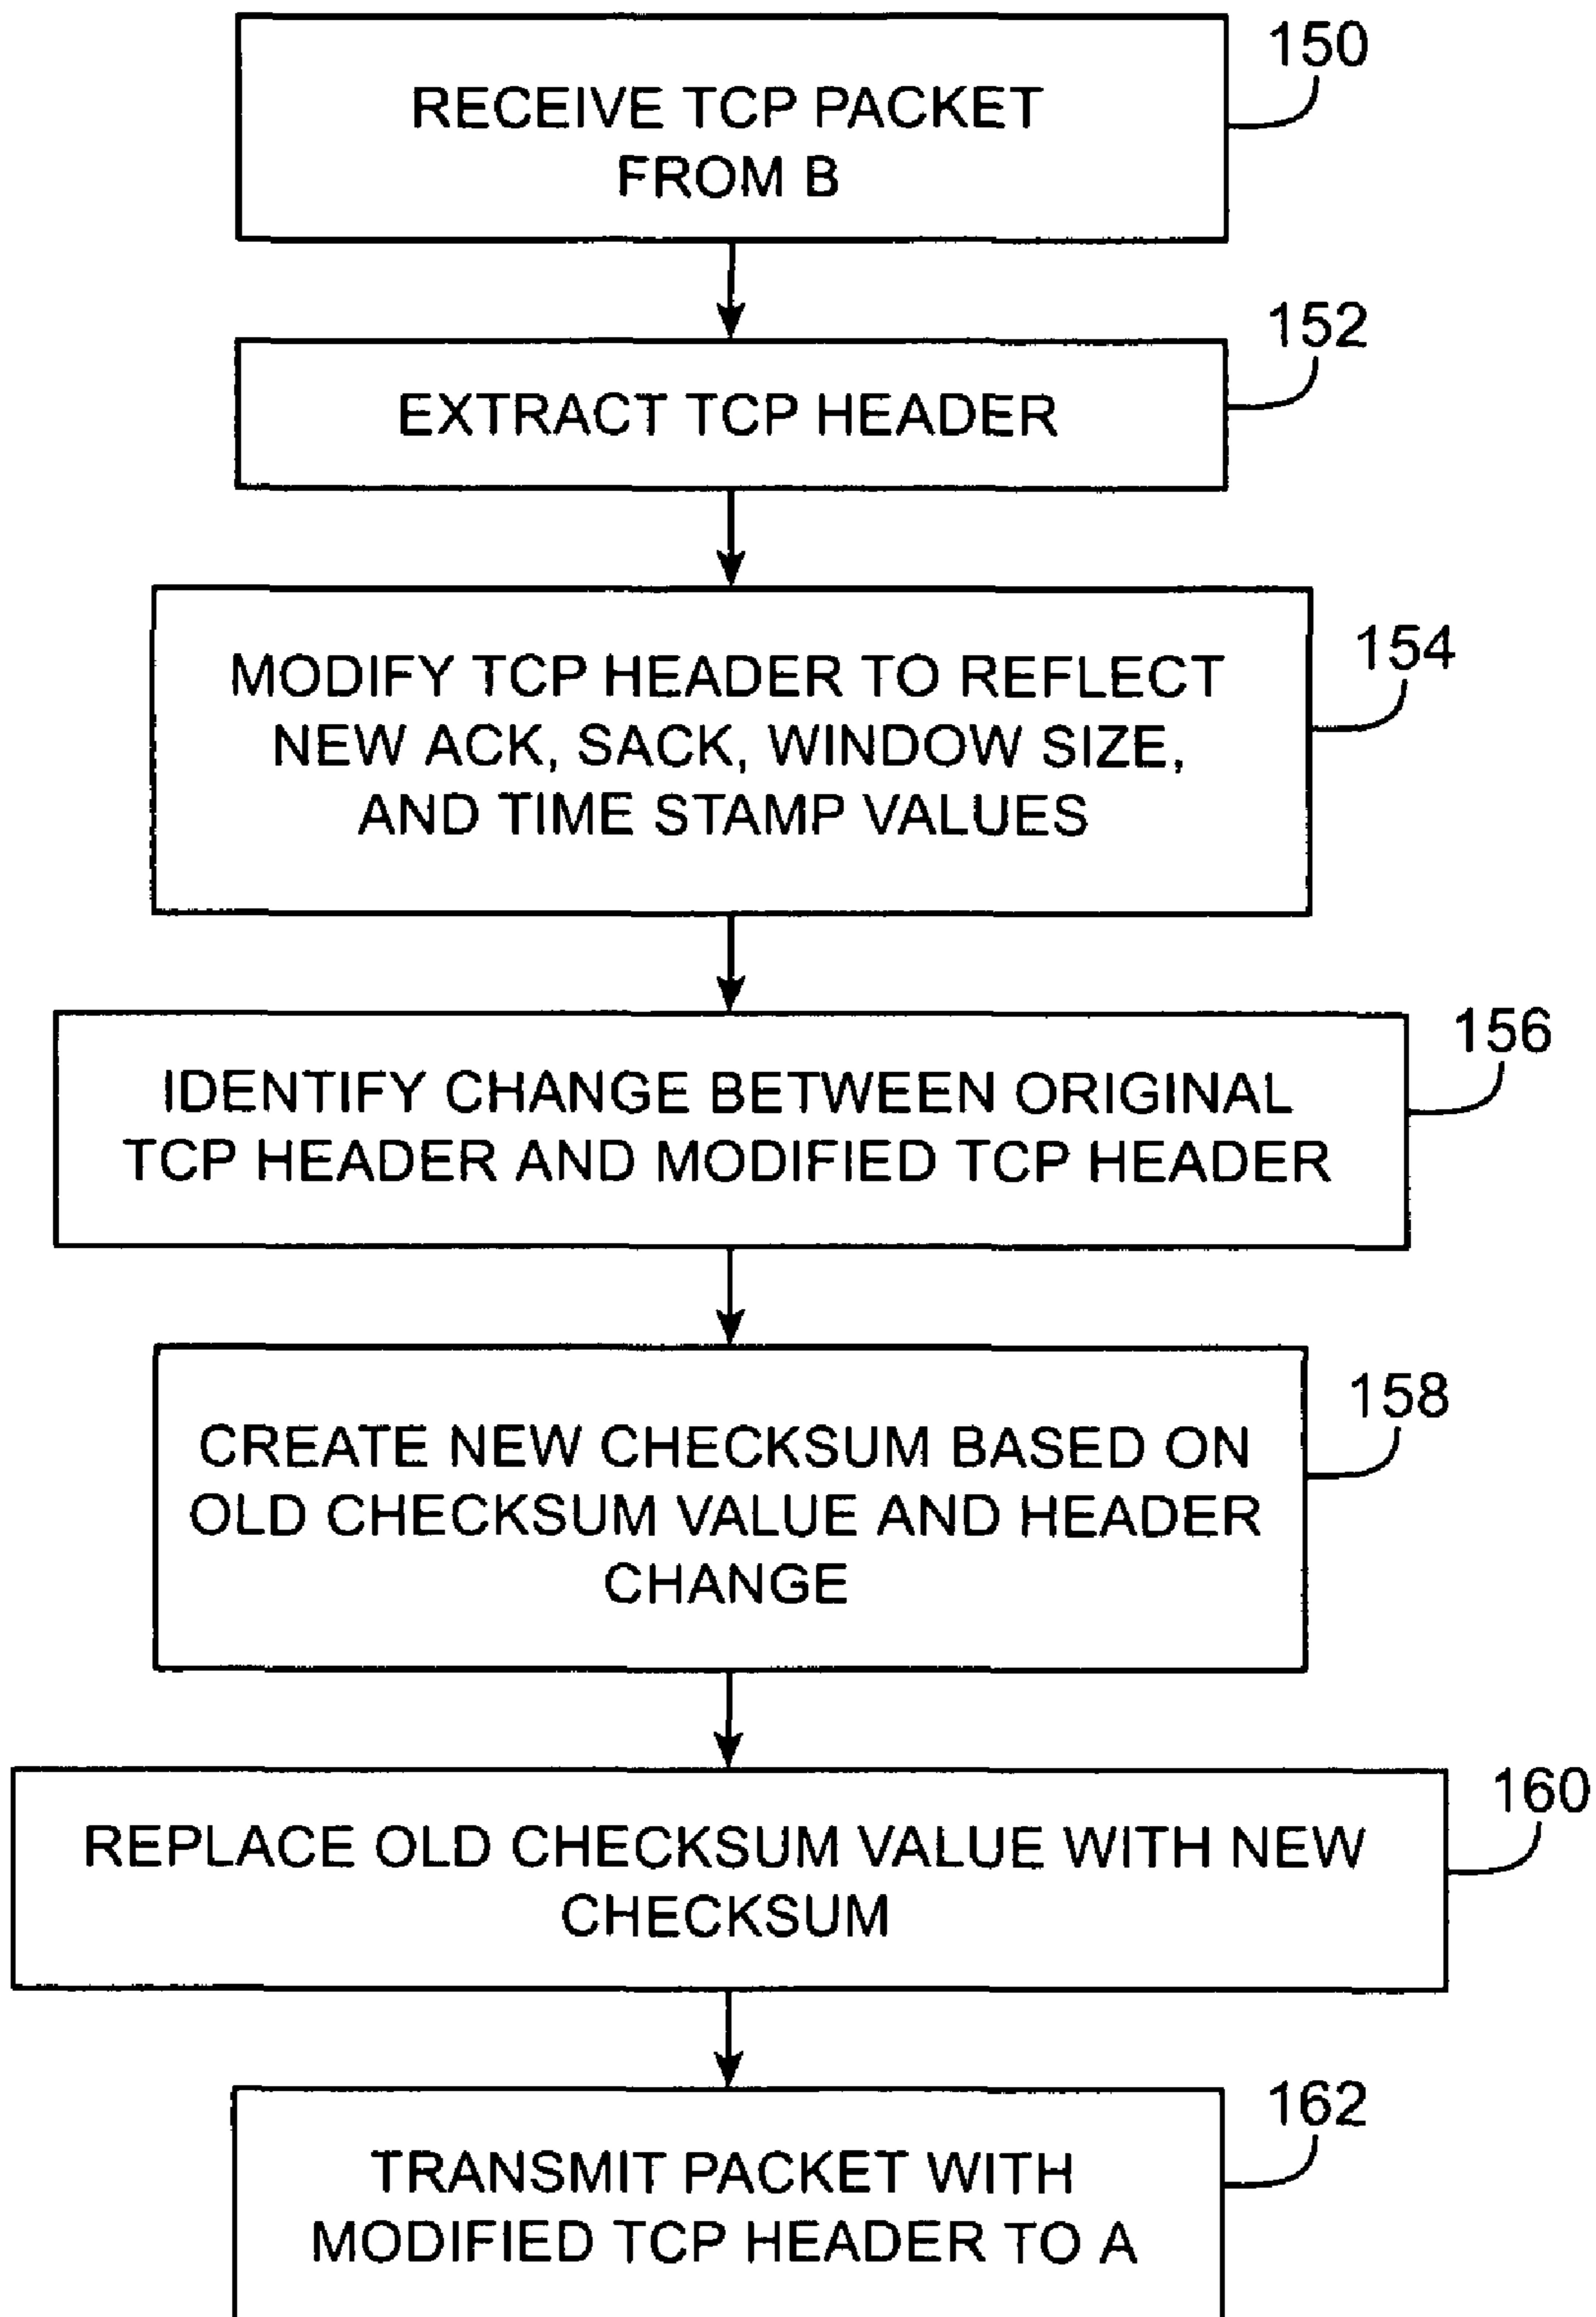 150
RECEIVE TCP PACKET
FROM B
152
EXTRACT TCP HEADER
154
MODIFY TCP HEADER TO REFLECT
NEW ACK, SACK, WINDOW SIZE,
AND TIME STAMP VALUES
156
IDENTIFY CHANGE BETWEEN ORIGINAL
TCP HEADER AND MODIFIED TCP HEADER
158
CREATE NEW CHECKSUM BASED ON
OLD CHECKSUM VALUE AND HEADER
CHANGE
160
REPLACE OLD CHECKSUM VALUE WITH NEW
CHECKSUM
162
TRANSMIT PACKET WITH
MODIFIED TCP HEADER TO A